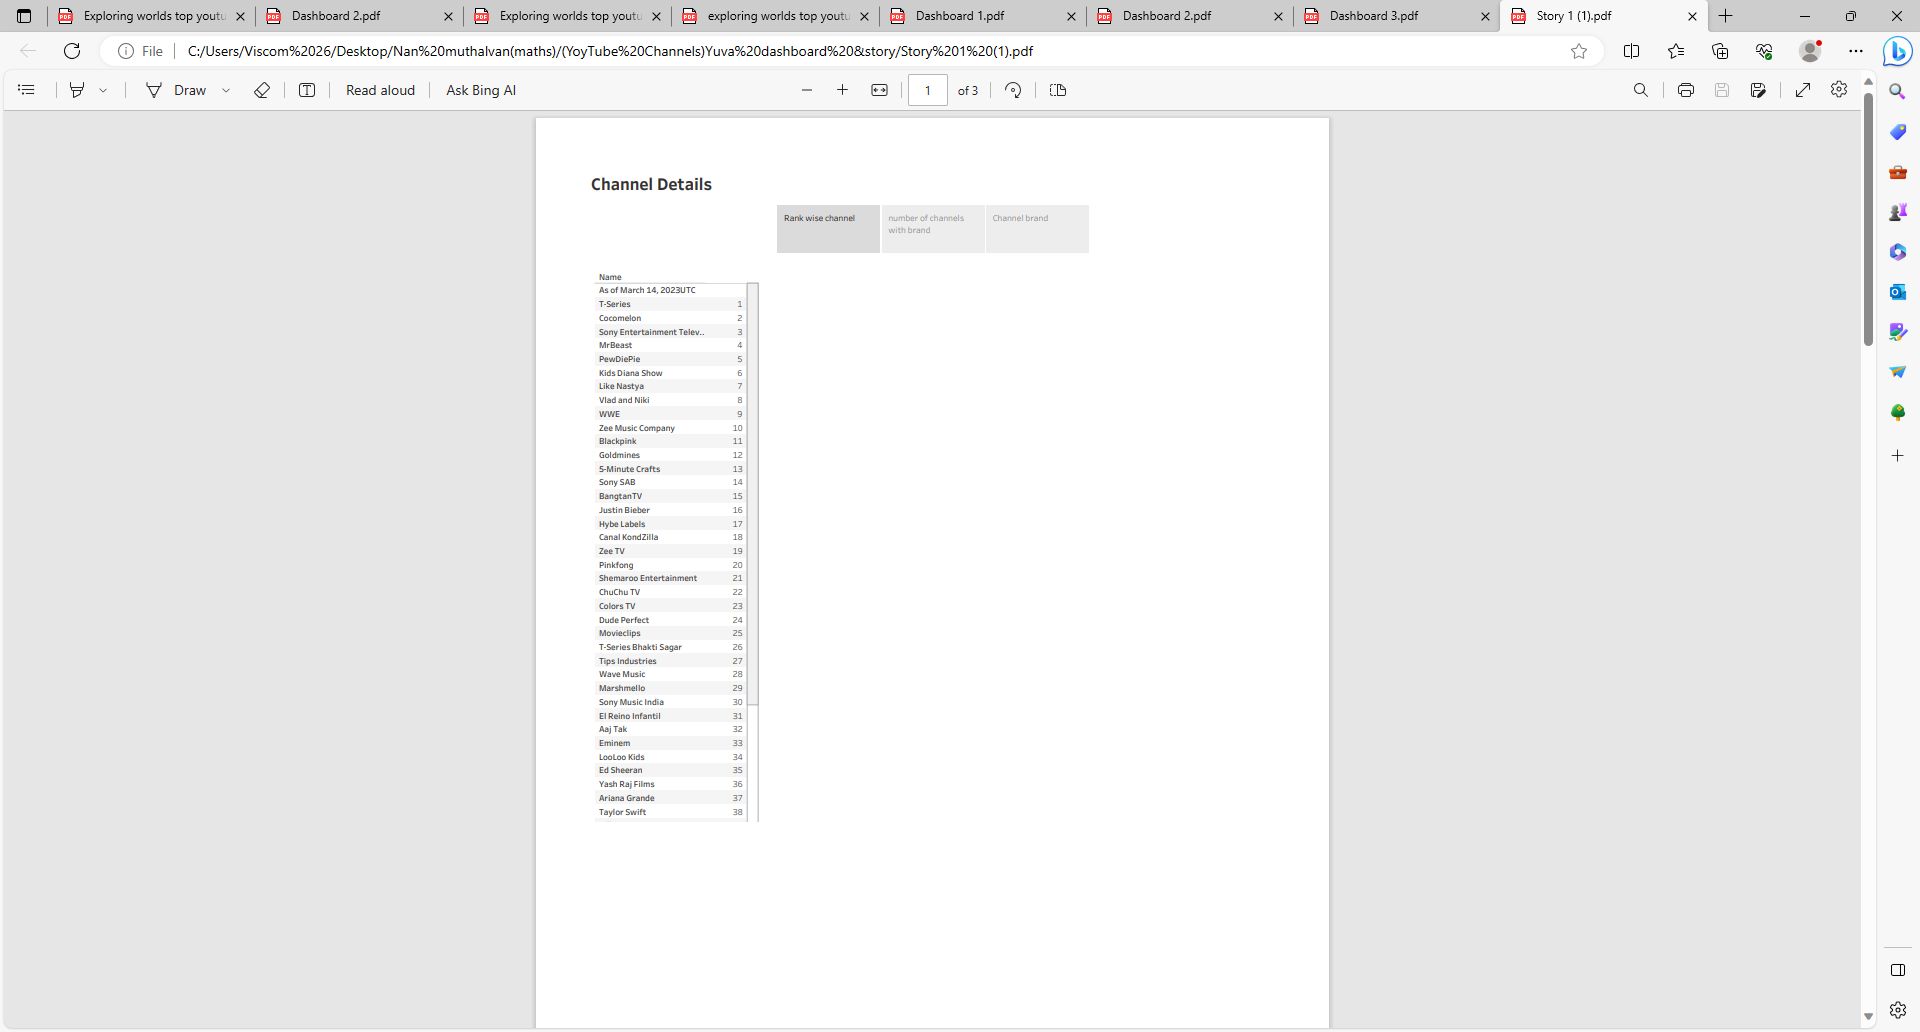 Exploring worlds top youtu
Dashboard 2.pdf
Exploring worlds top youtu
exploring worlds top youtu
Dashboard 1.pdf
Dashboard 2.pdf
Dashboard 3.pdf
Story 1 (1).pdf
File
C:/Users/Viscom%2026/Desktop/Nan%20muthalvan(maths)/(YoyTube%20Channels)Yuva%20dashboard%20&story/Story%201%20(1).pdf
Draw
Read aloud
Ask Bing AI
1
of 3
Channel Details
Rank wise channel
number of channels
with brand
Channel brand
Name
As of March 14, 2023UTC
T-Series 1
Cocomelon 2
Sony Entertainment Telev.. 3
MrBeast 4
PewDiePie 5
Kids Diana Show 6
Like Nastya 7
Vlad and Niki 8
WWE 9
Zee Music Company 10
Blackpink 11
Goldmines 12
5-Minute Crafts 13
Sony SAB 14
BangtanTV 15
Justin Bieber 16
Hybe Labels 17
Canal KondZilla 18
Zee TV 19
Pinkfong 20
Shemaroo Entertainment 21
ChuChu TV 22
Colors TV 23
Dude Perfect 24
Movieclips 25
T-Series Bhakti Sagar 26
Tips Industries 27
Wave Music 28
Marshmello 29
Sony Music India 30
El Reino Infantil 31
Aaj Tak 32
Eminem 33
LooLoo Kids 34
Ed Sheeran 35
Yash Raj Films 36
Ariana Grande 37
Taylor Swift 38